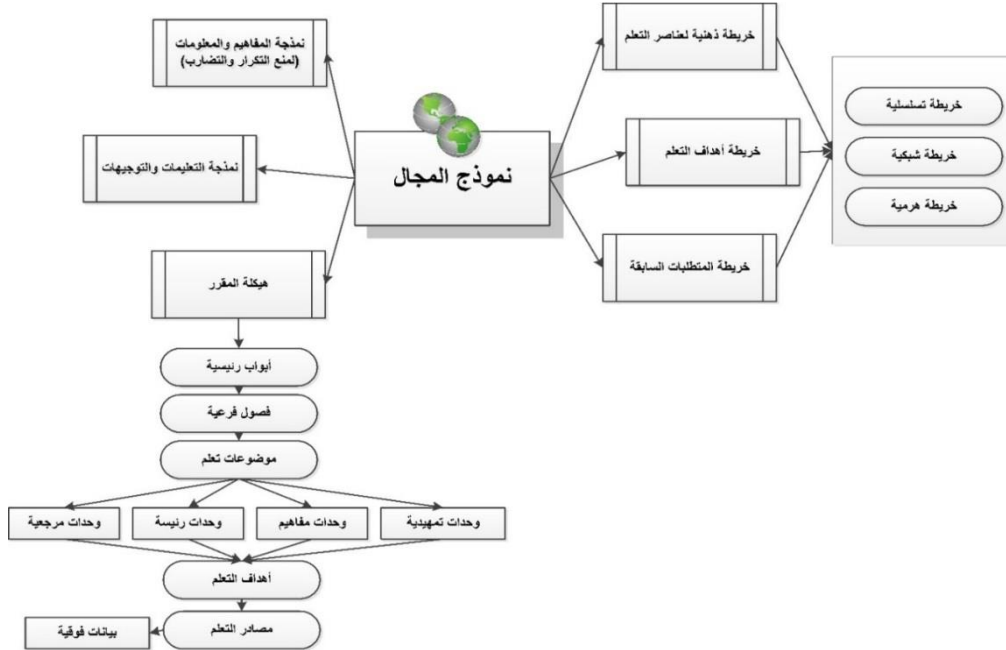 خريطة ذهنية لعناصر التعلم
نمذجة المفاهيم والمعلومات
(لمنع التكرار والتضارب)
خريطة تسلسلية
خريطة شبكية
خريطة هرمية
خريطة أهداف التعلم
نموذج المجال
نمذجة التعليمات والتوجيهات
خريطة المتطلبات السابقة
هيكلة المقرر
أبواب رئيسية
فصول فرعية
موضوعات تعلم
وحدات تمهيدية
وحدات مفاهيم
وحدات رئيسة
وحدات مرجعية
أهداف التعلم
مصادر التعلم
بيانات فوقية